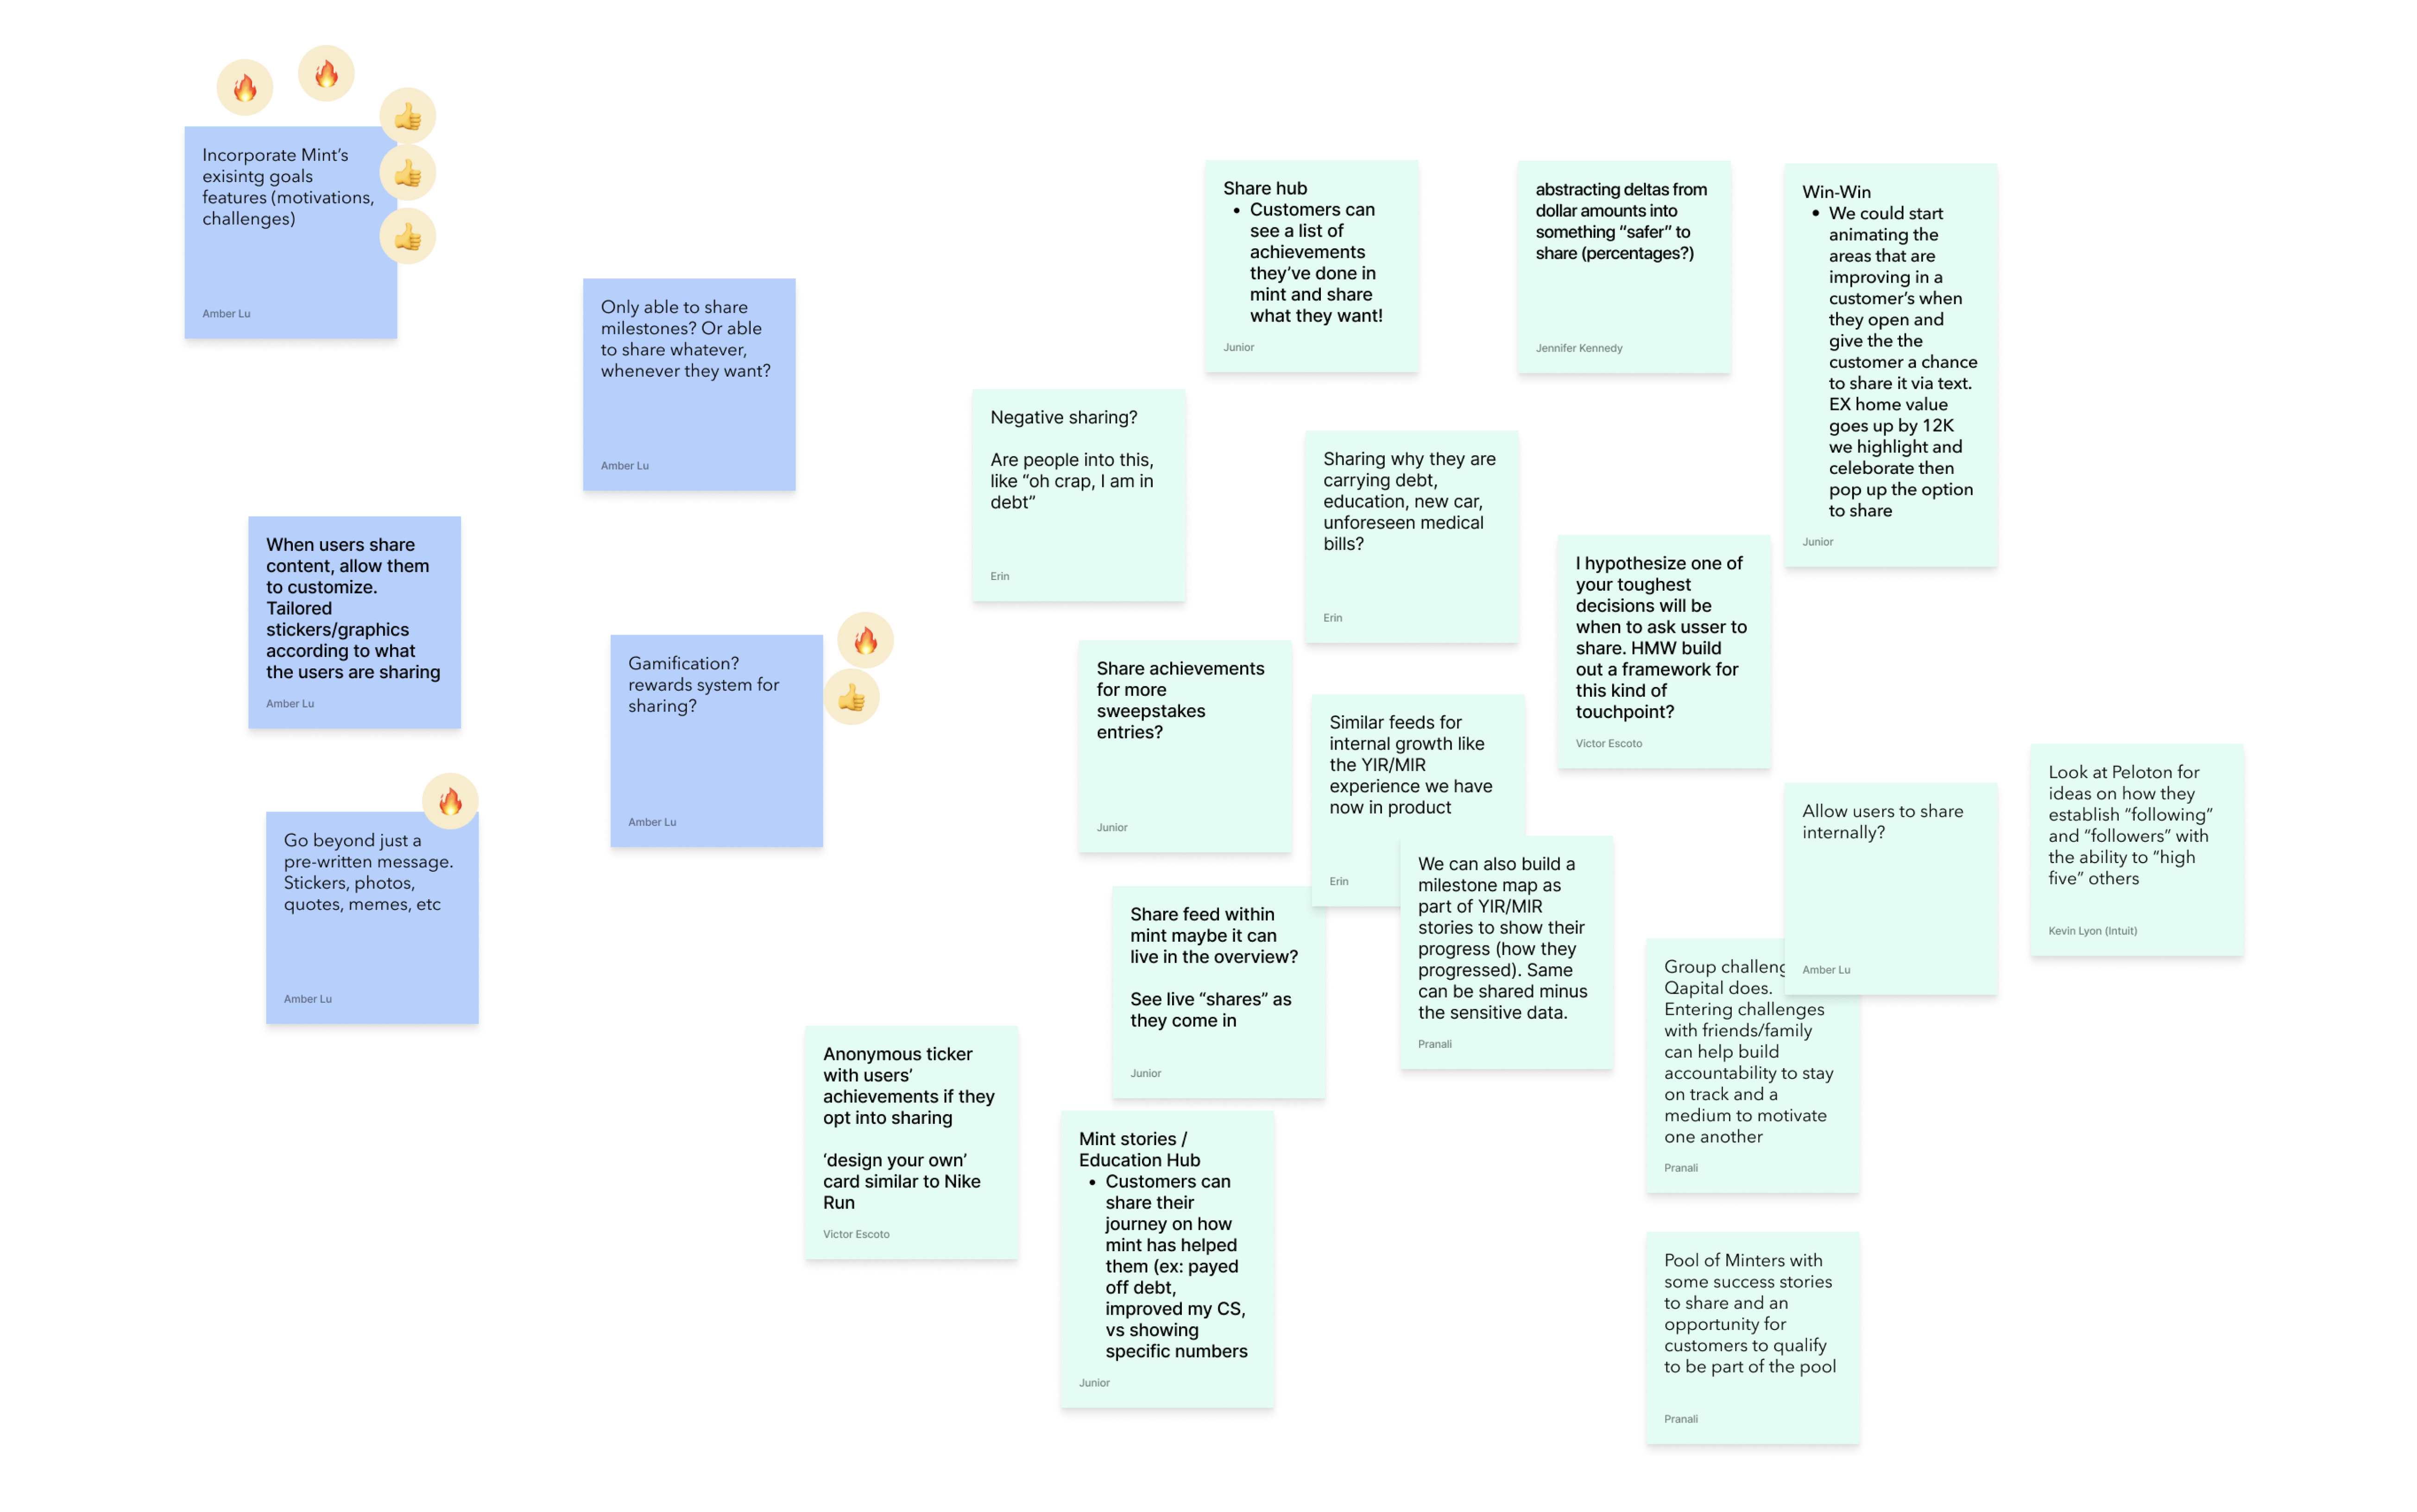 Incorporate Mint’s
exisintg goals
features (motivations,
challenges)
Amber Lu
Only able to share
milestones? Or able
to share whatever,
whenever they want?
Amber Lu
When users share
content, allow them
to customize.
Tailored
stickers/graphics
according to what
the users are sharing
Amber Lu
Gamification?
rewards system for
sharing?
Amber Lu
Go beyond just a
pre-written message.
Stickers, photos,
quotes, memes, etc
Amber Lu
Share hub
• Customers can
see a list of
achievements
they’ve done in
mint and share
what they want!
Junior
abstracting deltas from
dollar amounts into
something “safer” to
share (percentages?)
Jennifer Kennedy
Win-Win
• We could start
animating the
areas that are
improving in a
customer’s when
they open and
give the the
customer a chance
to share it via text.
EX home value
goes up by 12K
we highlight and
celeborate then
pop up the option
to share
Junior
Negative sharing?
Are people into this,
like “oh crap, I am in
debt”
Erin
Sharing why they are
carrying debt,
education, new car,
unforeseen medical
bills?
Erin
I hypothesize one of
your toughest
decisions will be
when to ask usser to
share. HMW build
out a framework for
this kind of
touchpoint?
Victor Escoto
Share achievements
for more
sweepstakes
entries?
Junior
Similar feeds for
internal growth like
the YIR/MIR
experience we have
now in product
Erin
We can also build a
milestone map as
part of YIR/MIR
stories to show their
progress (how they
progressed). Same
can be shared minus
the sensitive data.
Pranali
Allow users to share
internally?
Amber Lu
Look at Peloton for
ideas on how they
establish “following”
and “followers” with
the ability to “high
five” others
Kevin Lyon (Intuit)
Share feed within
mint maybe it can
live in the overview?
See live “shares” as
they come in
Junior
Group
Qapital does.
Entering challenges
with friends/family
can help build
accountability to stay
on track and a
medium to motivate
one another
Pranali
Anonymous ticker
with users’
achievements if they
opt into sharing
‘design your own’
card similar to Nike
Run
Victor Escoto
Mint stories /
Education Hub
• Customers can
share their
journey on how
mint has helped
them (ex: payed
off debt,
improved my CS,
vs showing
specific numbers
Junior
Pool of Minters with
some success stories
to share and an
opportunity for
customers to qualify
to be part of the pool
Pranali